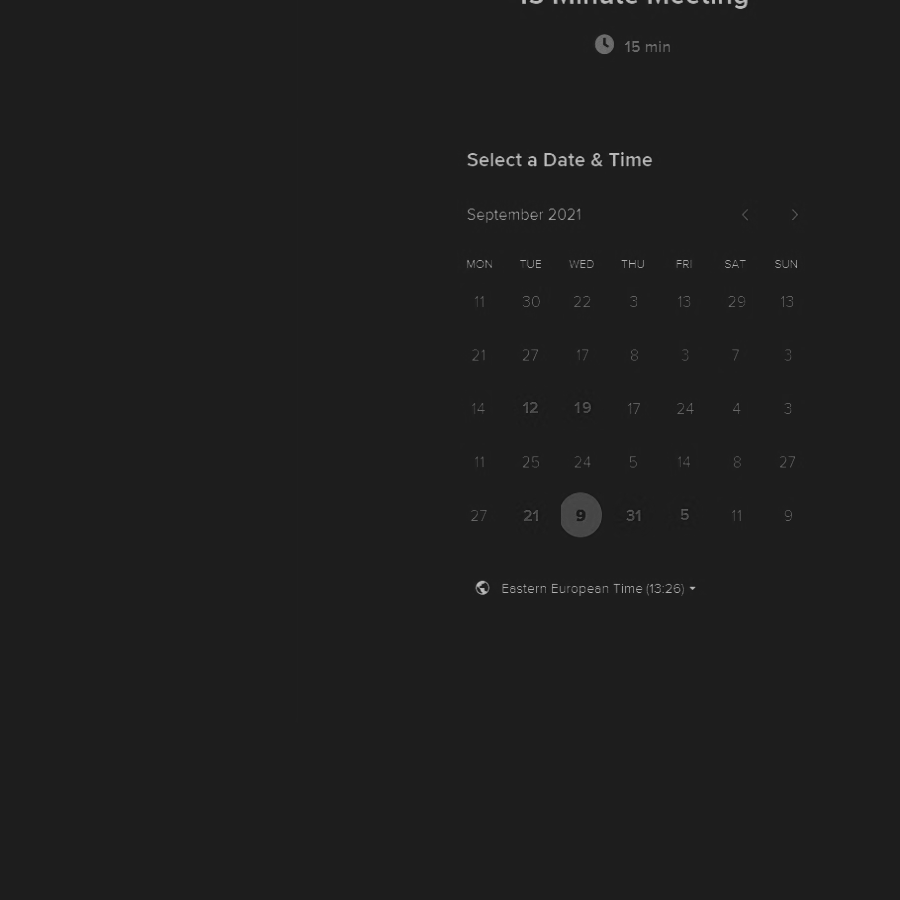 15 Minute Meeting
15 min
Select a Date & Time
September 2021
MON TUE WED THU FRI SAT SUN
11 30 22 3 13 29 13
21 27 17 8 3 7 3
14 12 19 17 24 4 3
11 25 24 5 14 8 27
27 21 9 31 5 11 9
Eastern European Time (13:26)